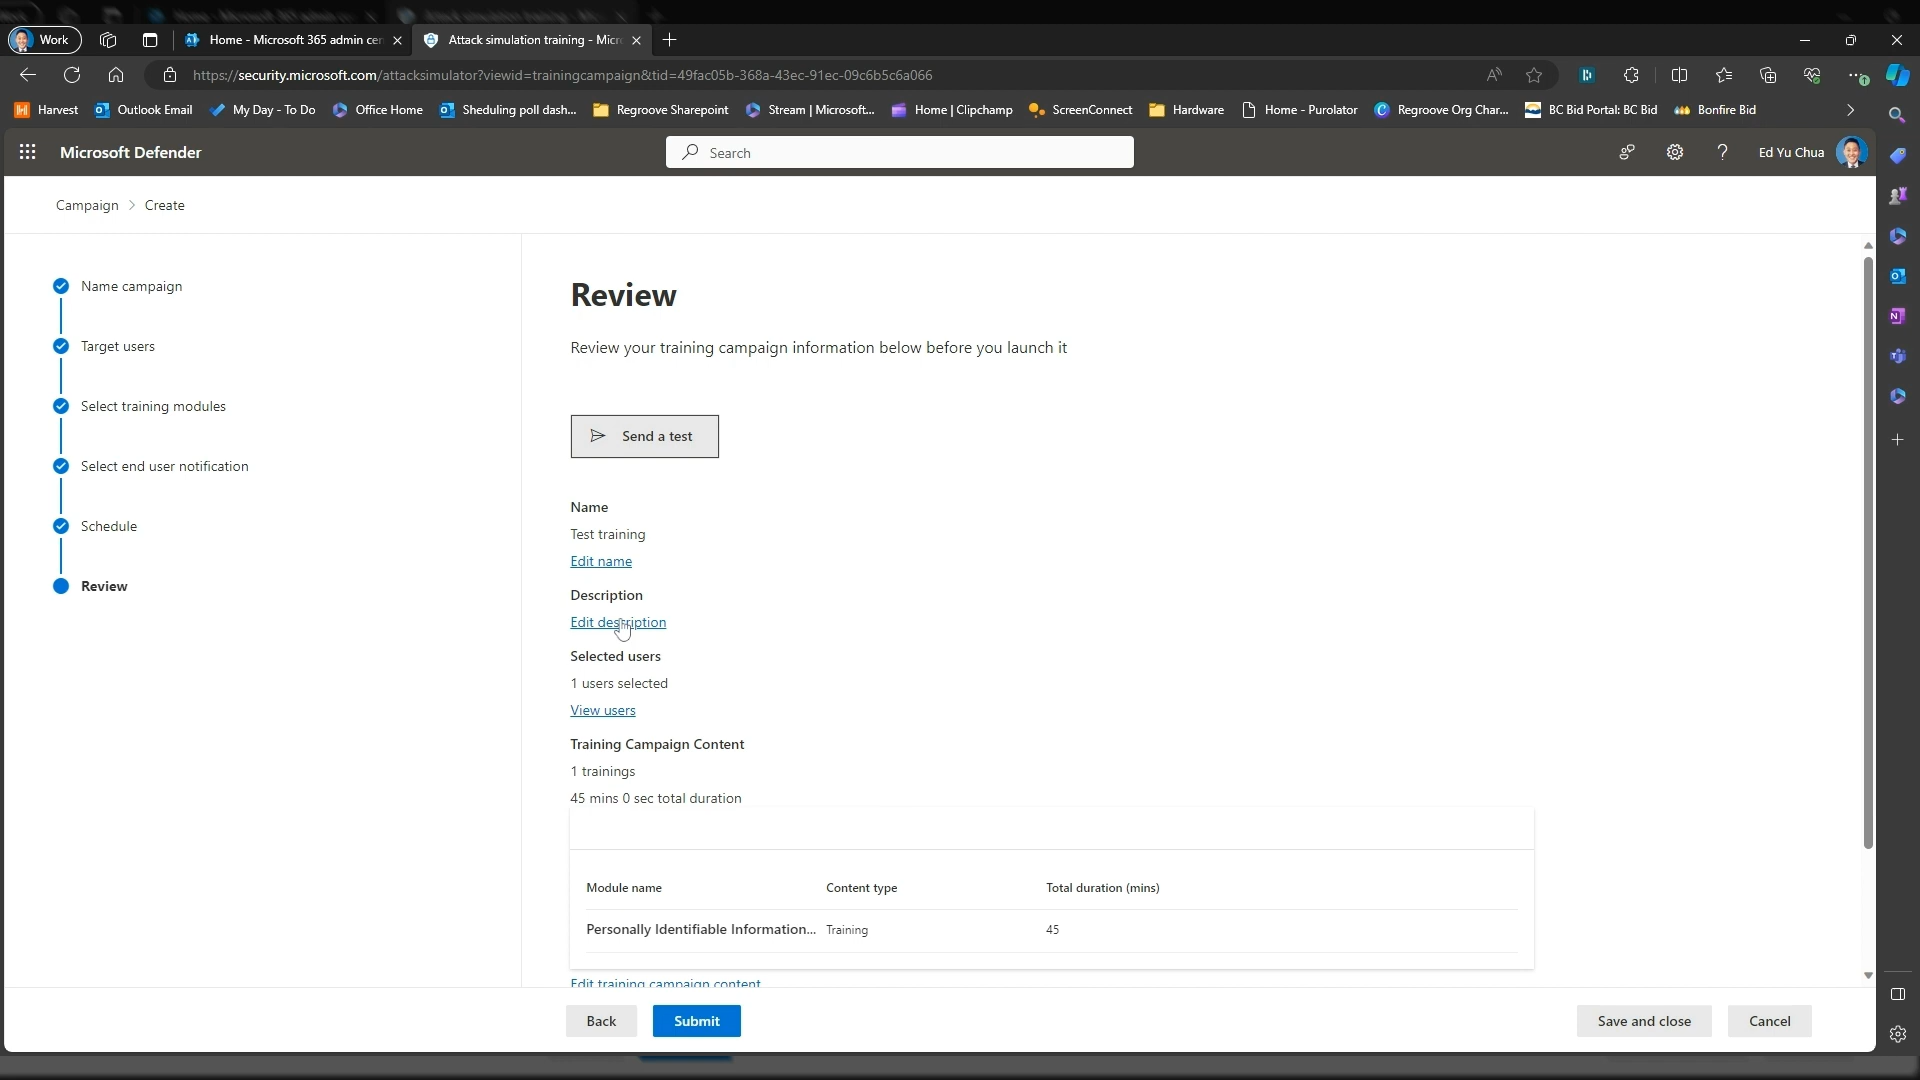 Work
Home - Microsoft 365 admin cen
Attack simulation training - Micr
https://security.microsoft.com/attacksimulator?viewid=trainingcampaign&tid=49fac05b-368a-43ec-91ec-09c6b5c6a066
Harvest
Outlook Email
My Day - To Do
Office Home
Sheduling poll dash...
Regroove Sharepoint
Stream | Microsoft...
Home | Clipchamp
ScreenConnect
Hardware
Home - Purolator
Regroove Org Char...
BC Bid Portal: BC Bid
Bonfire Bid
Microsoft Defender
Search
Ed Yu Chua
Campaign > Create
Name campaign
Target users
Select training modules
Select end user notification
Schedule
Review
Review
Review your training campaign information below before you launch it
Send a test
Name
Test training
Edit name
Description
Edit description
Selected users
1 users selected
View users
Training Campaign Content
1 trainings
45 mins 0 sec total duration
Module name Content type Total duration (mins)
Personally Identifiable Information... Training 45
Edit training campaign content
Back
Submit
Save and close
Cancel